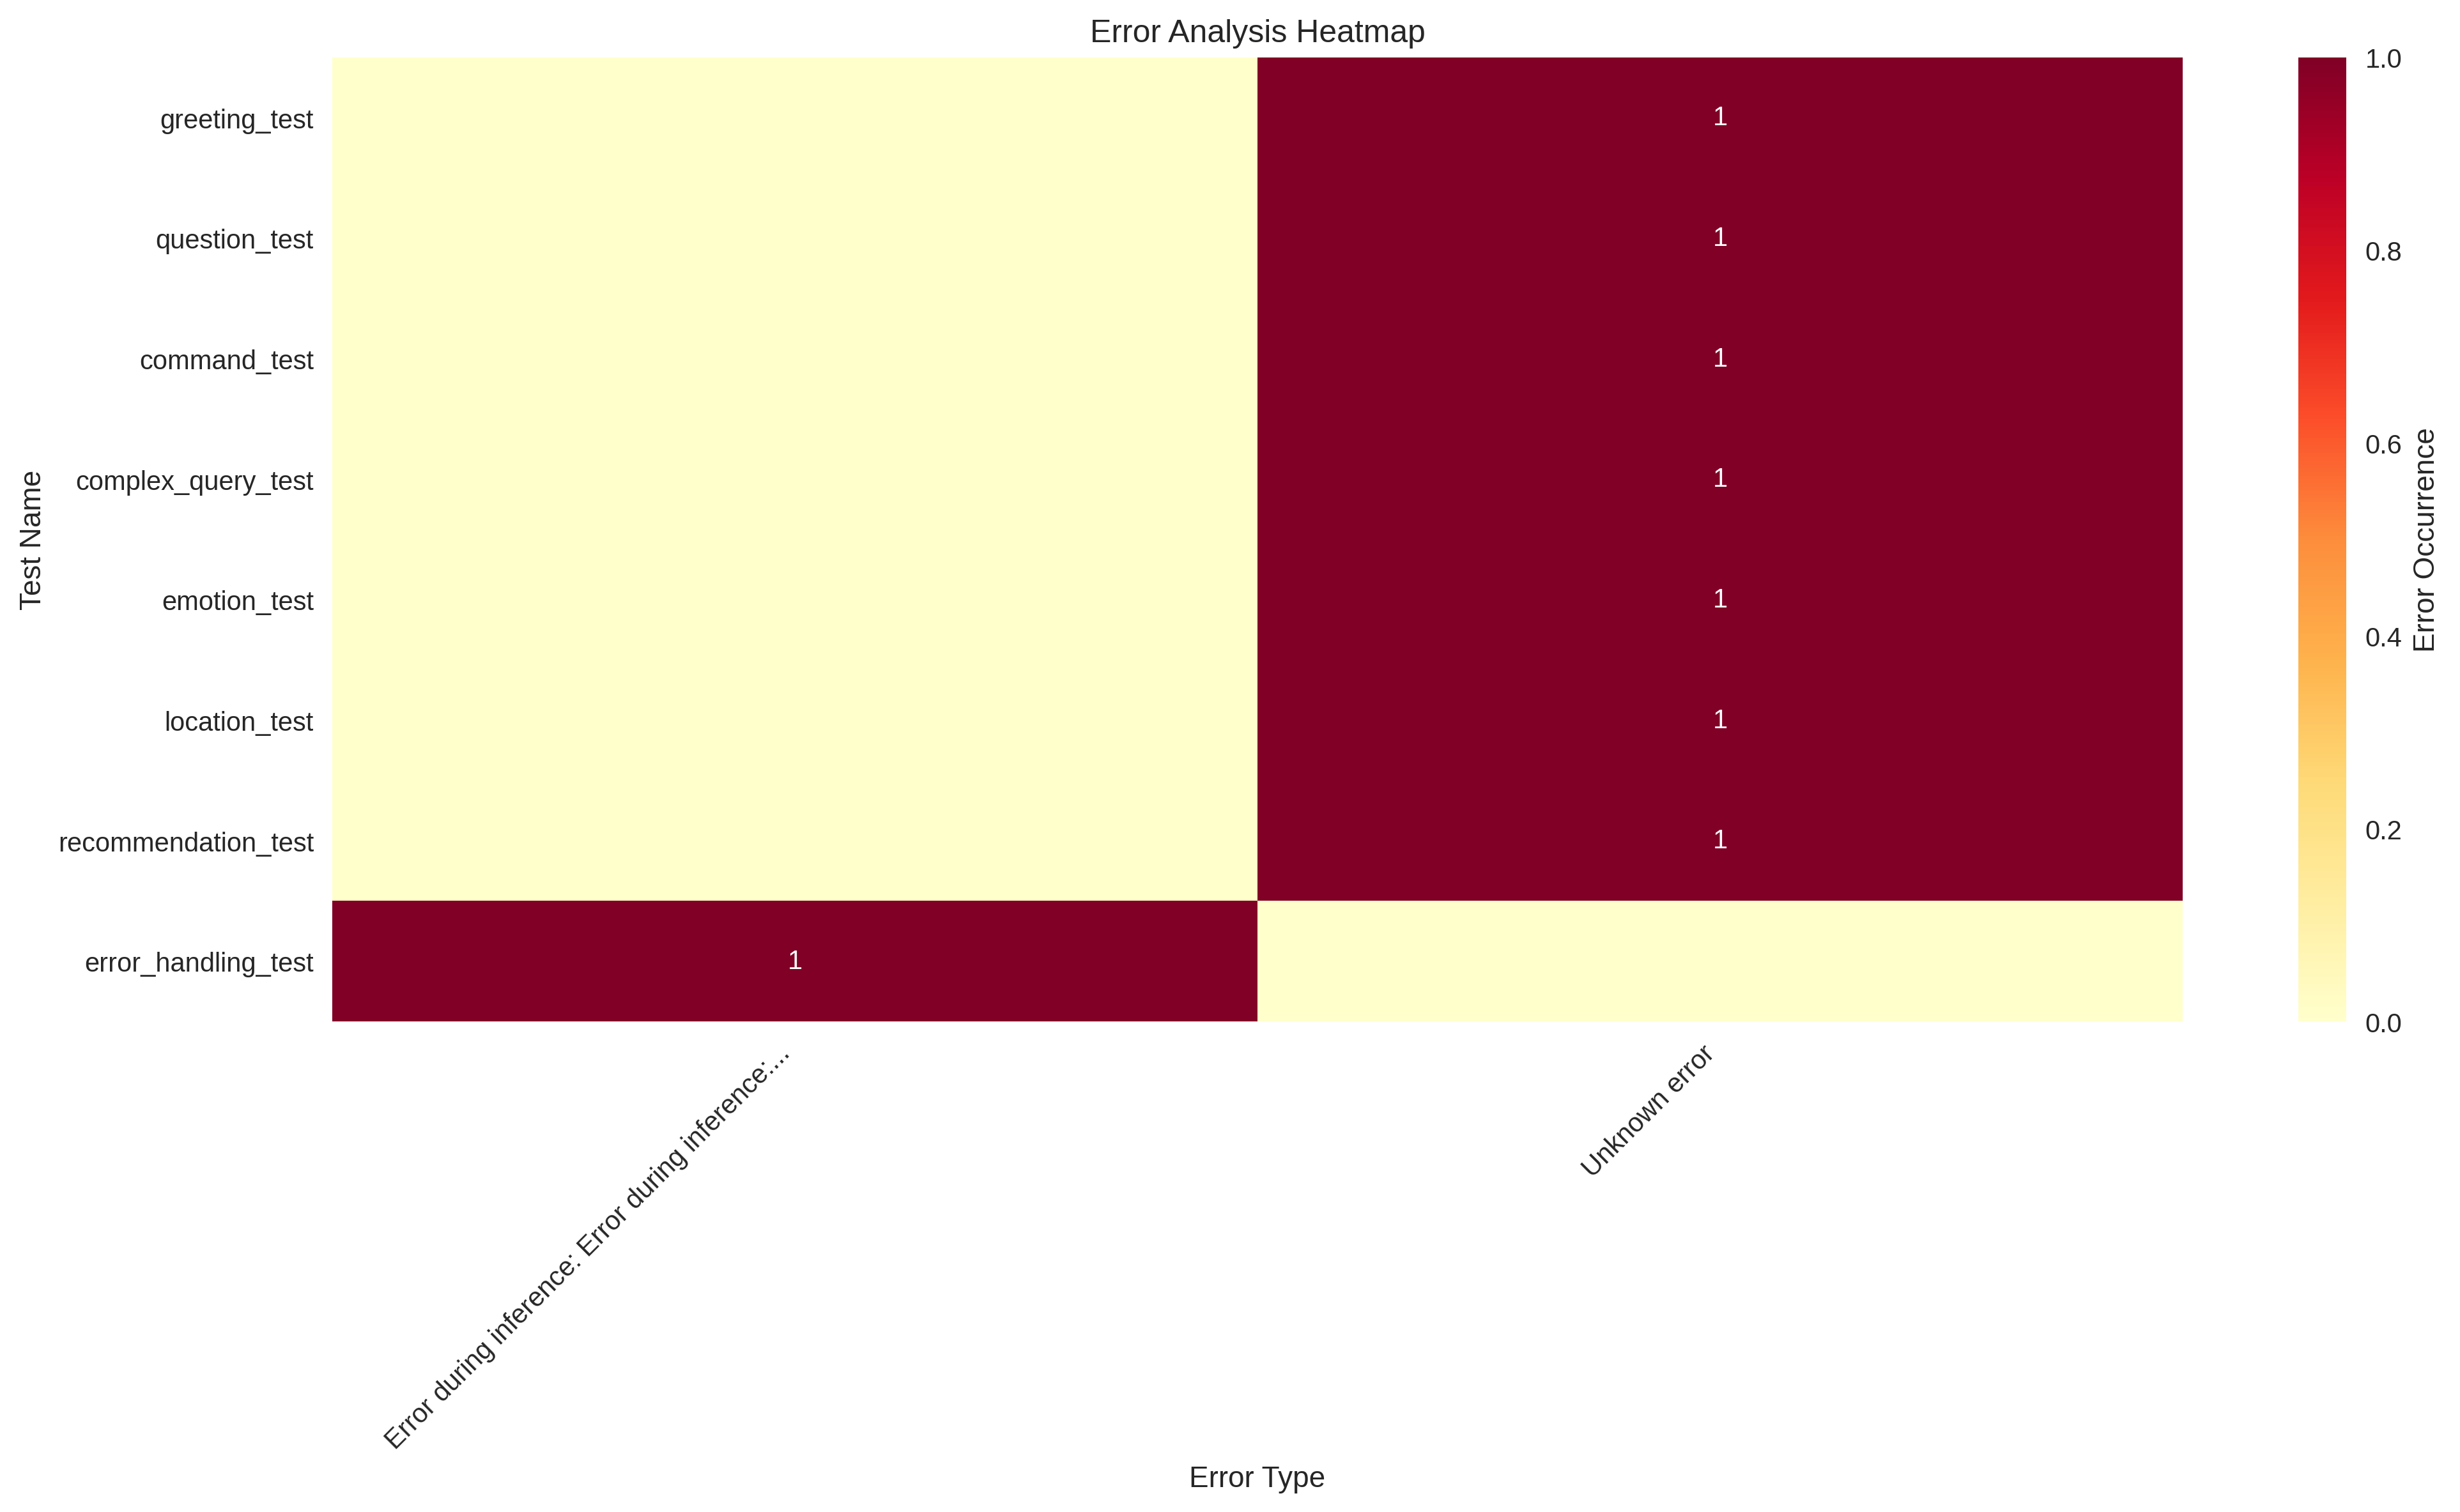 Error Analysis Heatmap
greeting_test
question_test
command_test
complex_query_test
emotion_test
location_test
recommendation_test
error_handling_test
Test Name
1
1
1
1
1
1
1
1
1.0
0.8
0.6
0.4
0.2
0.0
Error Occurrence
Error during inference: Error during inference:...
Unknown error
Error Type